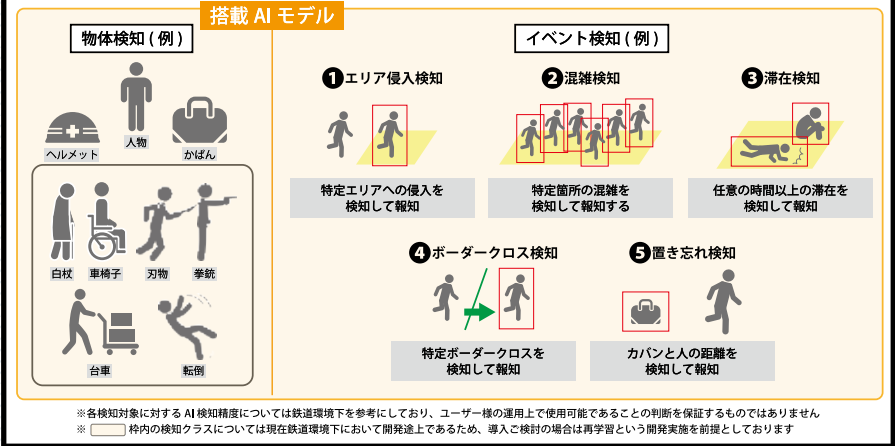 搭載 AI モデル
物体検知 ( 例 )
ヘルメット
人物
かばん
白杖
車椅子
刃物
拳銃
台車
転倒
イベント検知 ( 例 )
❶エリア侵入検知
特定エリアへの侵入を
検知して報知
❷混雑検知
特定箇所の混雑を
検知して報知する
❸滞在検知
任意の時間以上の滞在を
検知して報知
❹ボーダークロス検知
特定ボーダークロスを
検知して報知
❺置き忘れ検知
カバンと人の距離を
検知して報知
※各検知対象に対する AI 検知精度については鉄道環境下を参考にしており、ユーザー様の運用上で使用可能であることの判断を保証するものではありません
※ 枠内の検知クラスについては現在鉄道環境下において開発途上であるため、導入ご検討の場合は再学習という開発実施を前提としております